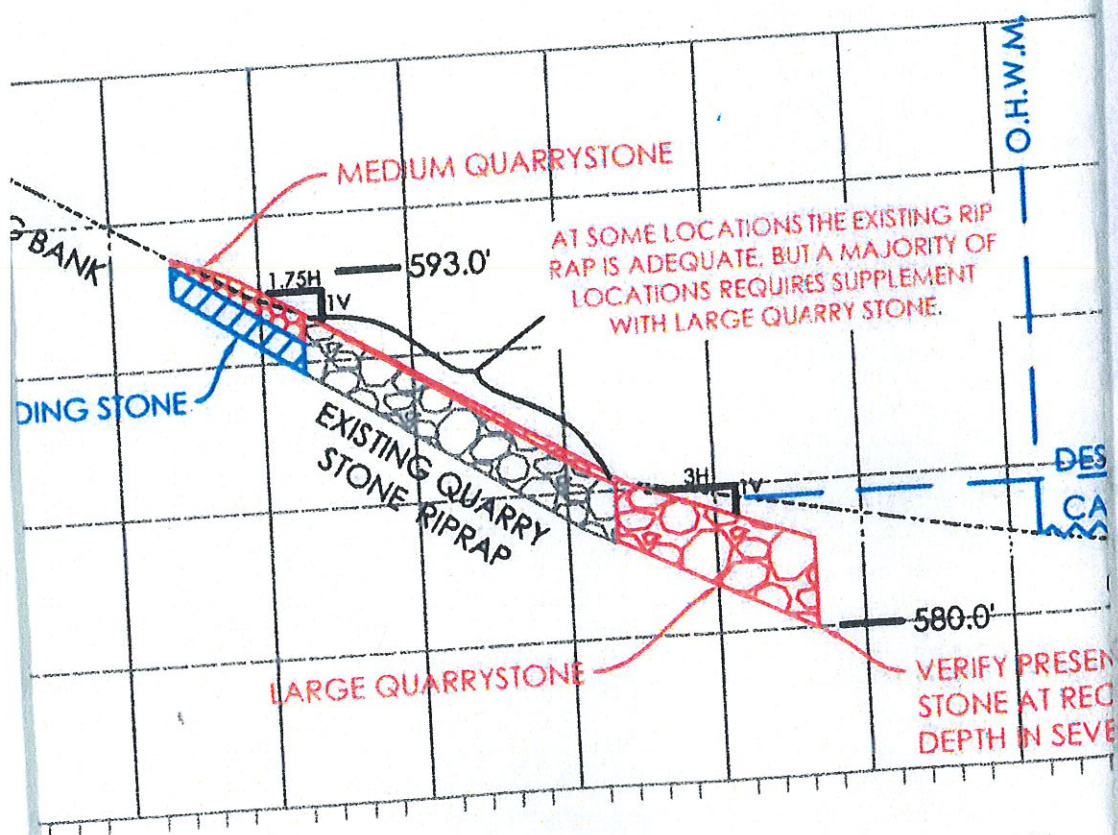 O.H.W.M.
MEDIUM QUARRYSTONE
BANK
AT SOME LOCATIONS THE EXISTING RIP
RAP IS ADEQUATE, BUT A MAJORITY OF
LOCATIONS REQUIRES SUPPLEMENT
WITH LARGE QUARRY STONE.
593.0'
1.75H
1V
DING STONE
EXISTING QUARRY
STONE RIPRAP
3H
1V
DES
CA
580.0'
LARGE QUARRYSTONE
VERIFY PRESEN
STONE AT REC
DEPTH IN SEVE